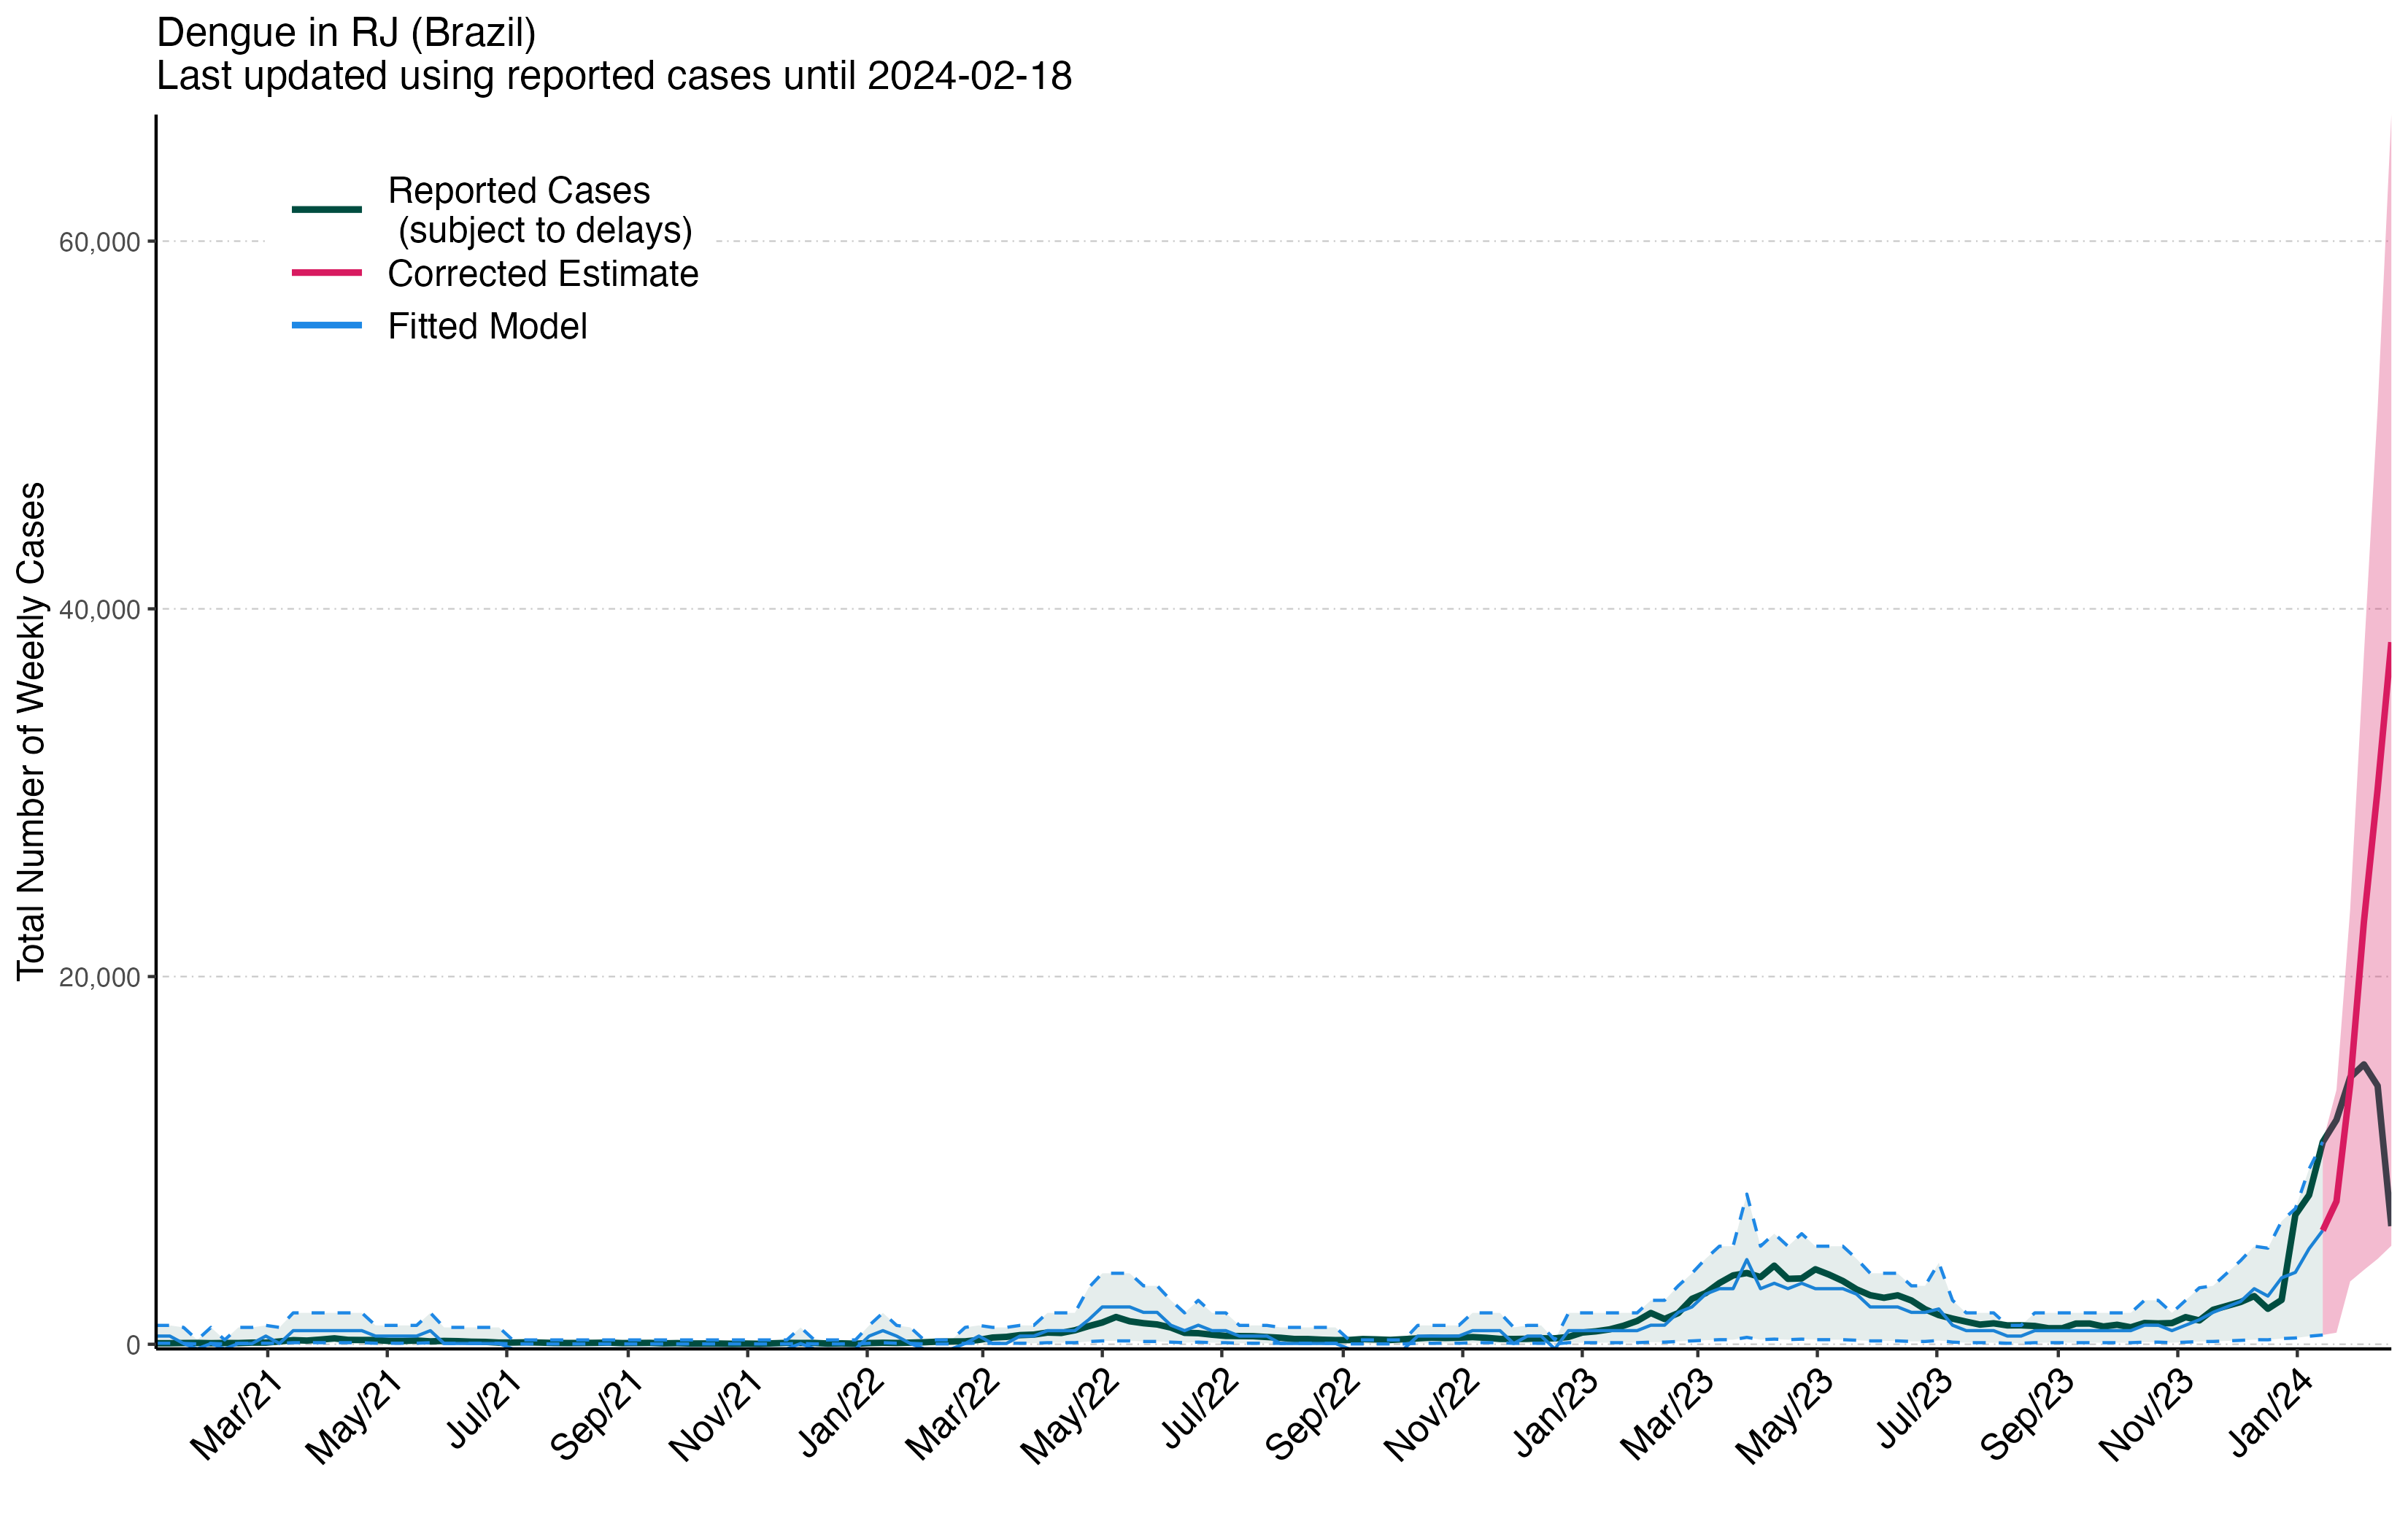 Dengue in RJ (Brazil)
Last updated using reported cases until 2024-02-18
Reported Cases
(subject to delays)
Corrected Estimate
Fitted Model
Total Number of Weekly Cases
60,000
40,000
20,000
0
Mar/21
May/21
Jul/21
Sep/21
Nov/21
Jan/22
Mar/22
May/22
Jul/22
Sep/22
Nov/22
Jan/23
Mar/23
May/23
Jul/23
Sep/23
Nov/23
Jan/24